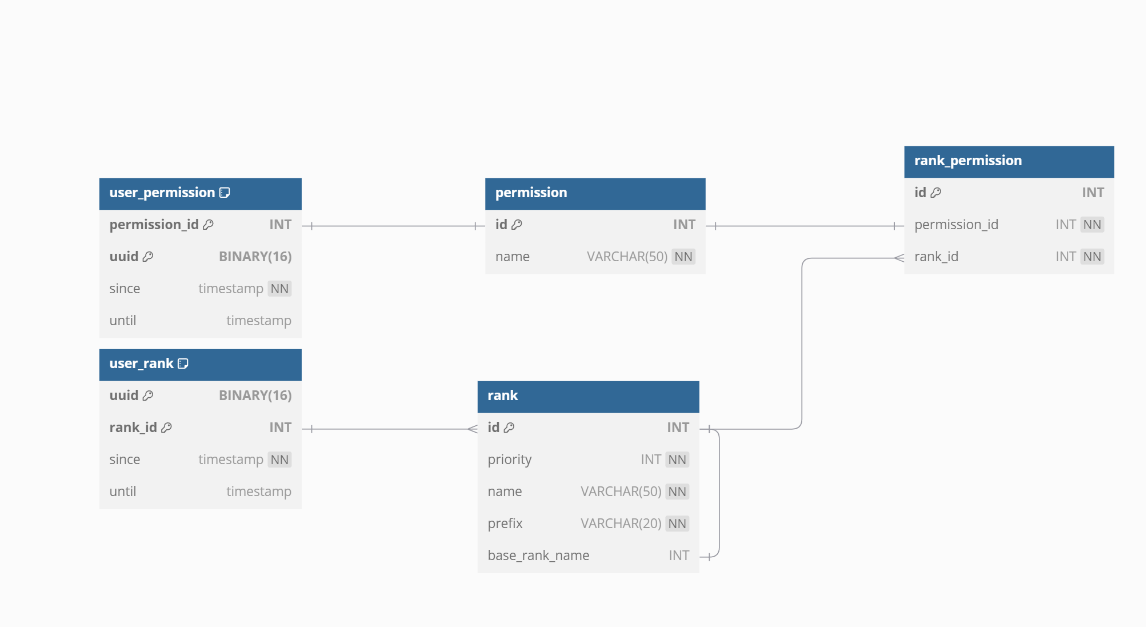 user_permission
permission_id INT
uuid BINARY(16)
since timestamp NN
until timestamp
user_rank
uuid BINARY(16)
rank_id INT
since timestamp NN
until timestamp
permission
id INT
name VARCHAR(50) NN
rank
id INT
priority INT NN
name VARCHAR(50) NN
prefix VARCHAR(20) NN
base_rank_name INT
rank_permission
id INT
permission_id INT NN
rank_id INT NN